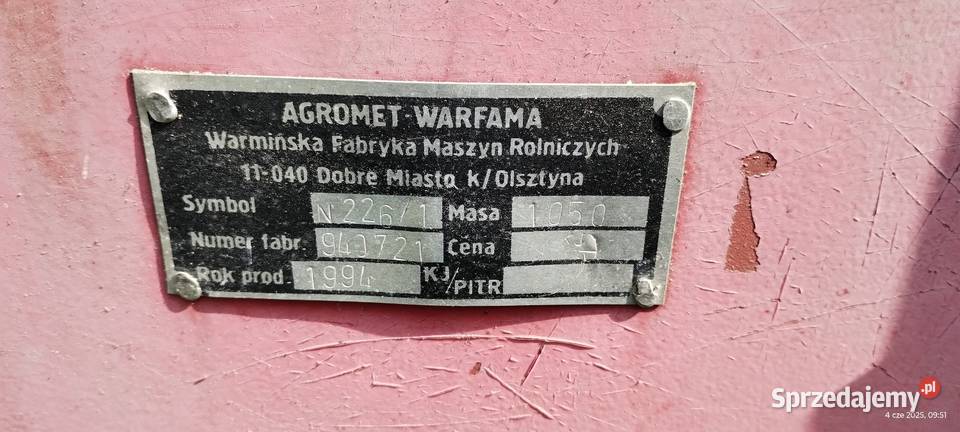 AGROMET-WARFAMA
Warmińska Fabryka Maszyn Rolniczych
11-040 Dobre Miasto k/Olsztyna
Symbol N226/1 Masa 1050
Numer fabr. 940721 Cena
Rok prod. 1994 KJ/PITR
Sprzedajemy.pl
4 cze 2025, 09:51